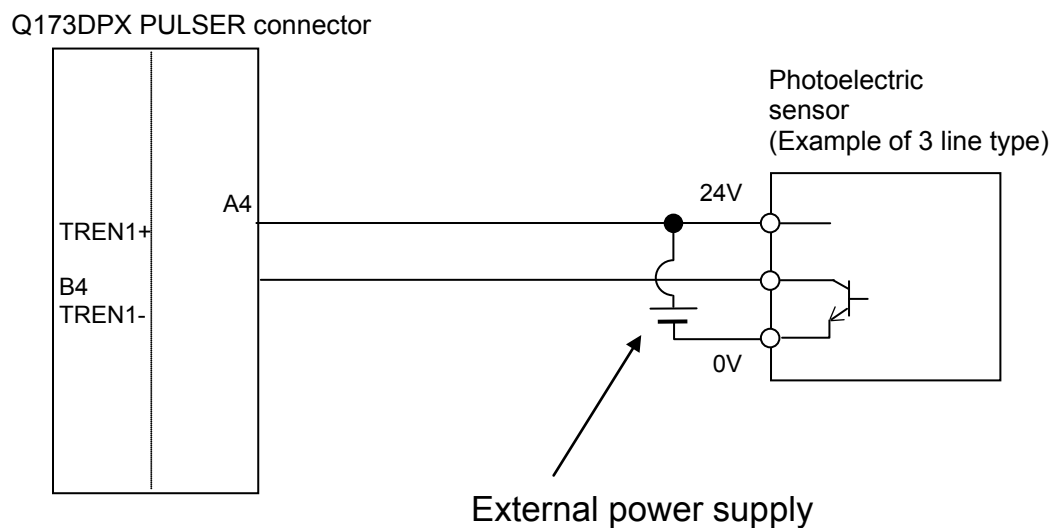 Q173DPX PULSER connector
Photoelectric
sensor
(Example of 3 line type)
24V
A4
TREN1+
B4
TREN1-
0V
External power supply